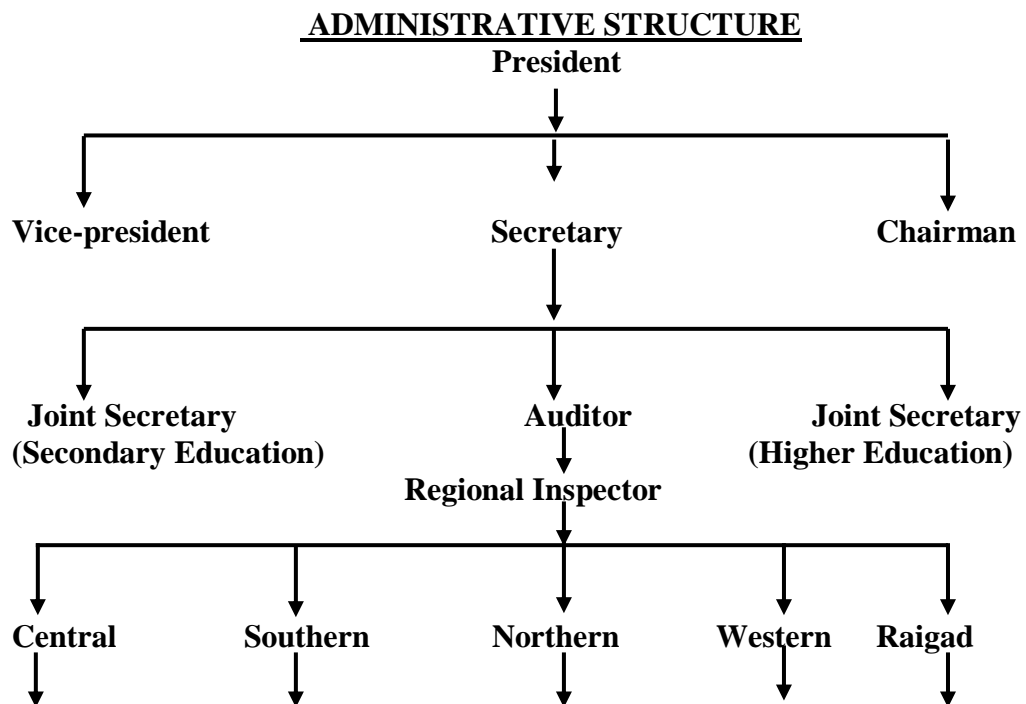 ADMINISTRATIVE STRUCTURE
President
Vice-president Secretary Chairman
Joint Secretary Auditor Joint Secretary
(Secondary Education) (Higher Education)
Regional Inspector
Central Southern Northern Western Raigad